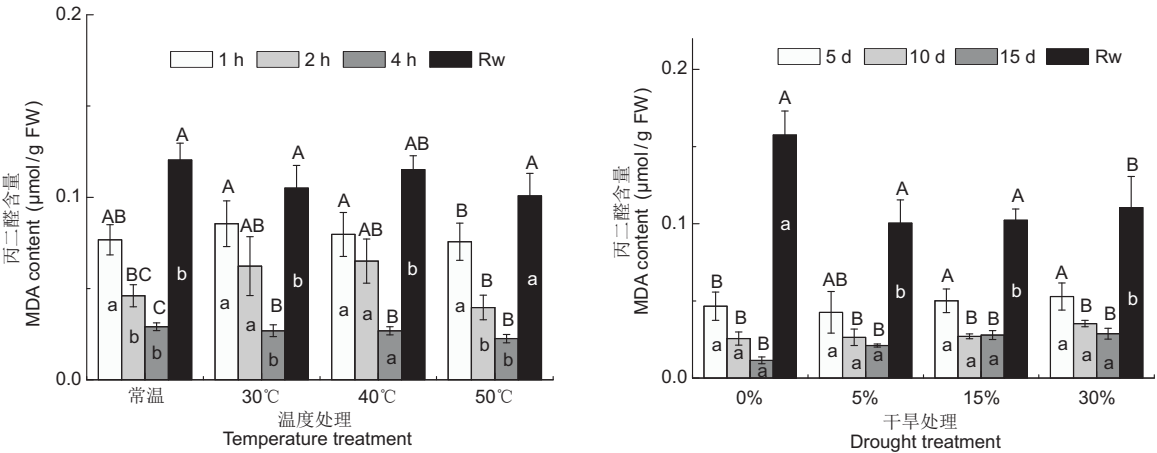 0.2
0.1
0.0
丙二醛含量
MDA content (μmol/g FW)
1 h 2 h 4 h Rw
AB BC C A
A AB B A
A AB B AB
B B B A
a b b b
a a b b
a a a b
a b b a
常温 30℃ 40℃ 50℃
温度处理
Temperature treatment
0.2
0.1
0.0
丙二醛含量
MDA content (μmol/g FW)
5 d 10 d 15 d Rw
B B B A
AB B B A
A B B A
A B B B
a a a a
a a a b
a a a b
a a a b
0% 5% 15% 30%
干旱处理
Drought treatment